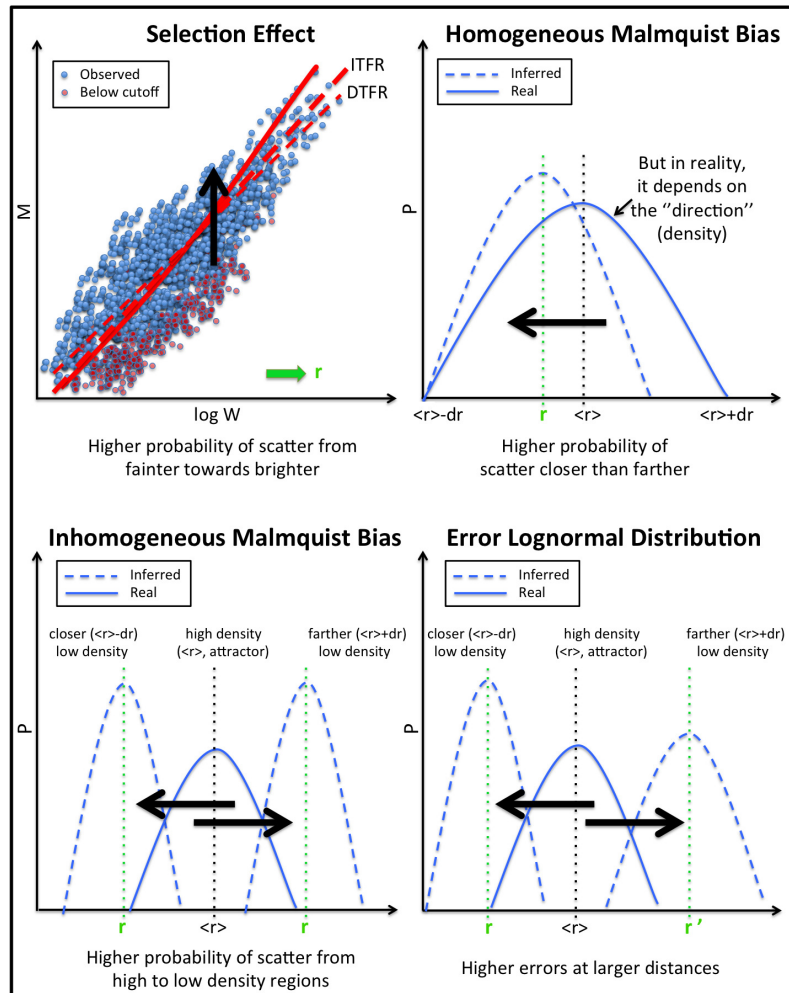 Selection Effect
Observed
Below cutoff
ITFR
DTFR
M
r
log W
Higher probability of scatter from
fainter towards brighter
Homogeneous Malmquist Bias
Inferred
Real
But in reality,
it depends on
the ‘’direction’’
(density)
P
<r>-dr
r
<r>
<r>+dr
Higher probability of
scatter closer than farther
Inhomogeneous Malmquist Bias
Inferred
Real
closer (<r>-dr)
low density
high density
(<r>, attractor)
farther (<r>+dr)
low density
P
r
<r>
r
Higher probability of scatter from
high to low density regions
Error Lognormal Distribution
Inferred
Real
closer (<r>-dr)
low density
high density
(<r>, attractor)
farther (<r>+dr)
low density
P
r
<r>
r’
Higher errors at larger distances